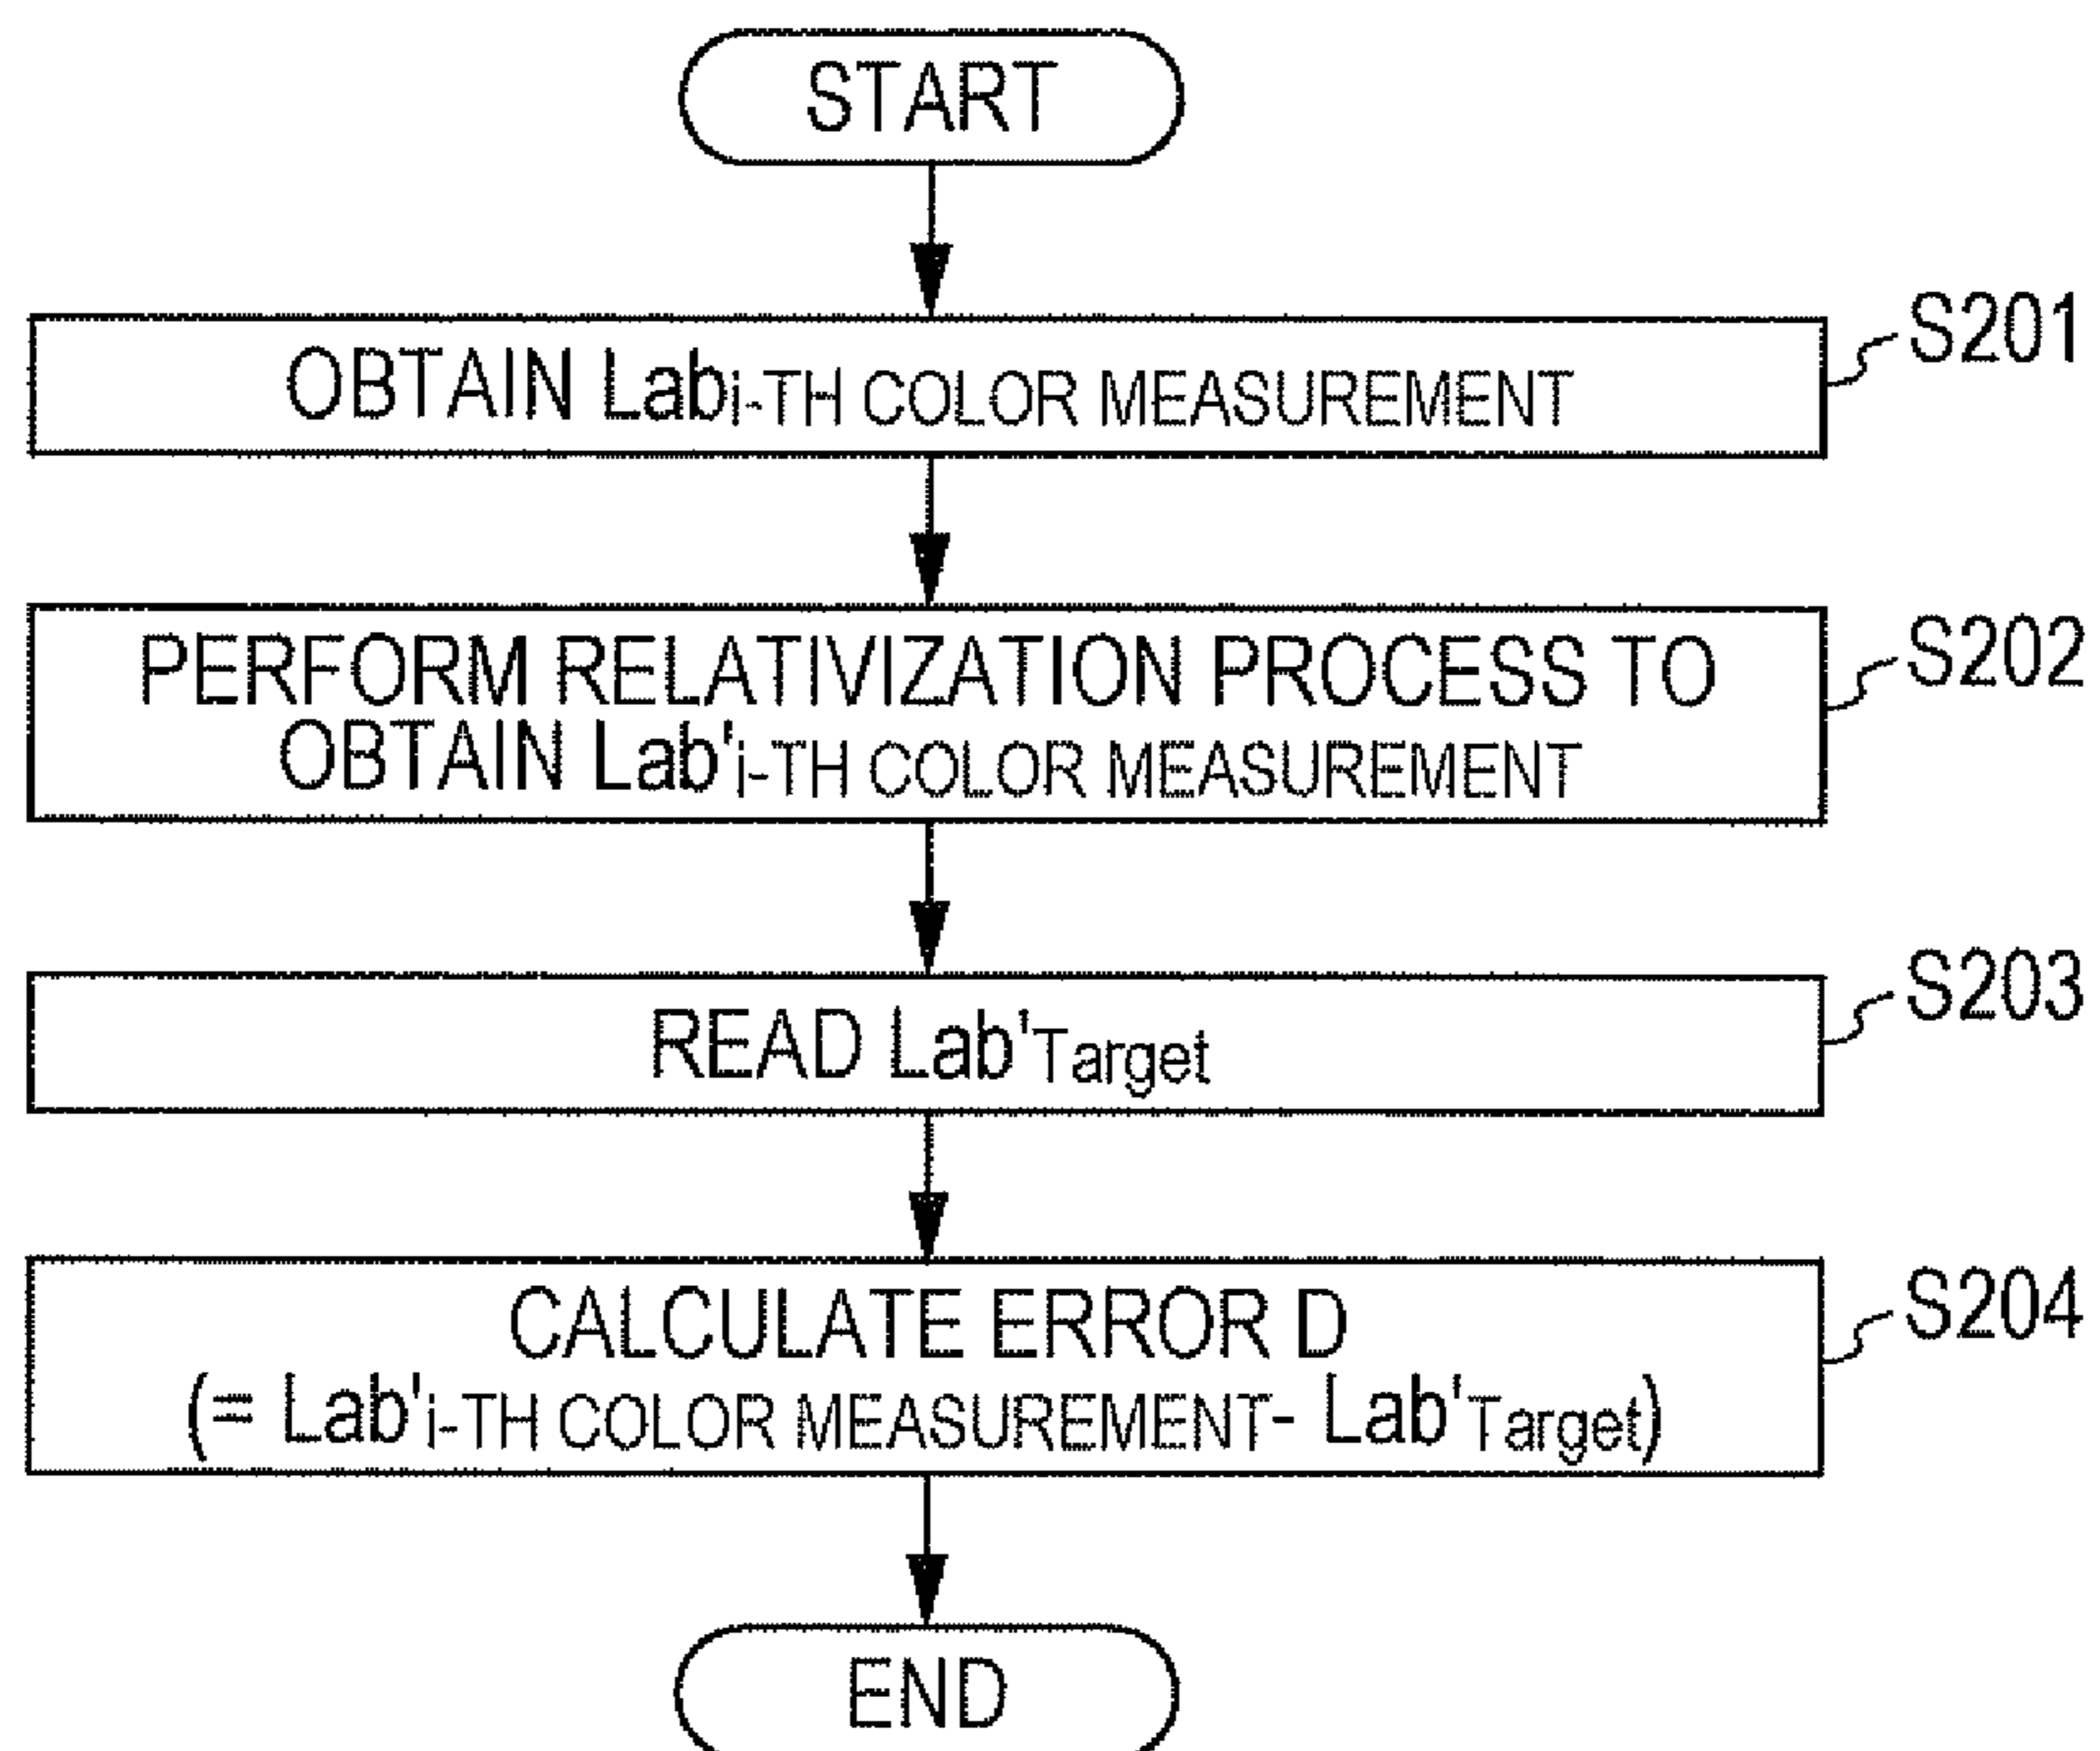 START
OBTAIN Labi-TH COLOR MEASUREMENT
S201
PERFORM RELATIVIZATION PROCESS TO
OBTAIN Lab'i-TH COLOR MEASUREMENT
S202
READ Lab'Target
S203
CALCULATE ERROR D
(= Lab'i-TH COLOR MEASUREMENT- Lab'Target)
S204
END